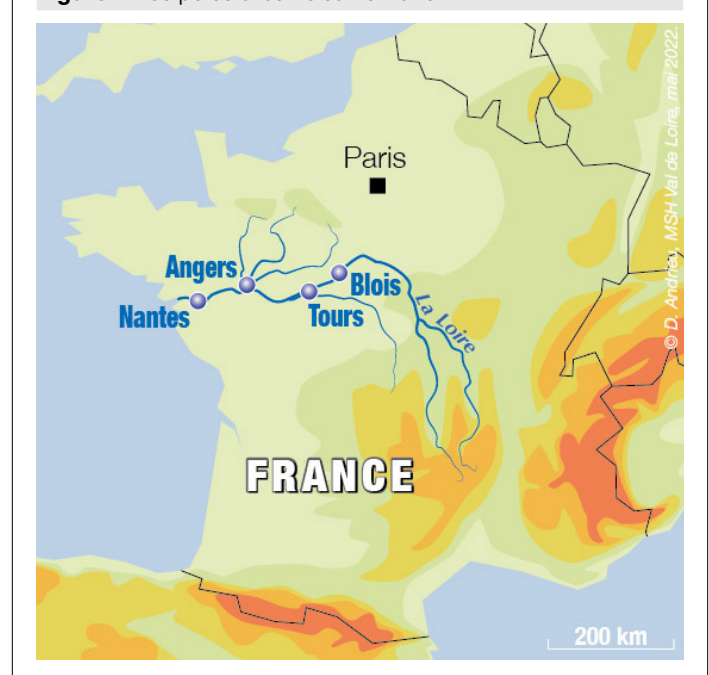 Paris
Angers
Blois
Nantes
Tours
La Loire
FRANCE
200 km
© D. Andrieu, MSH Val de Loire, mai 2022.